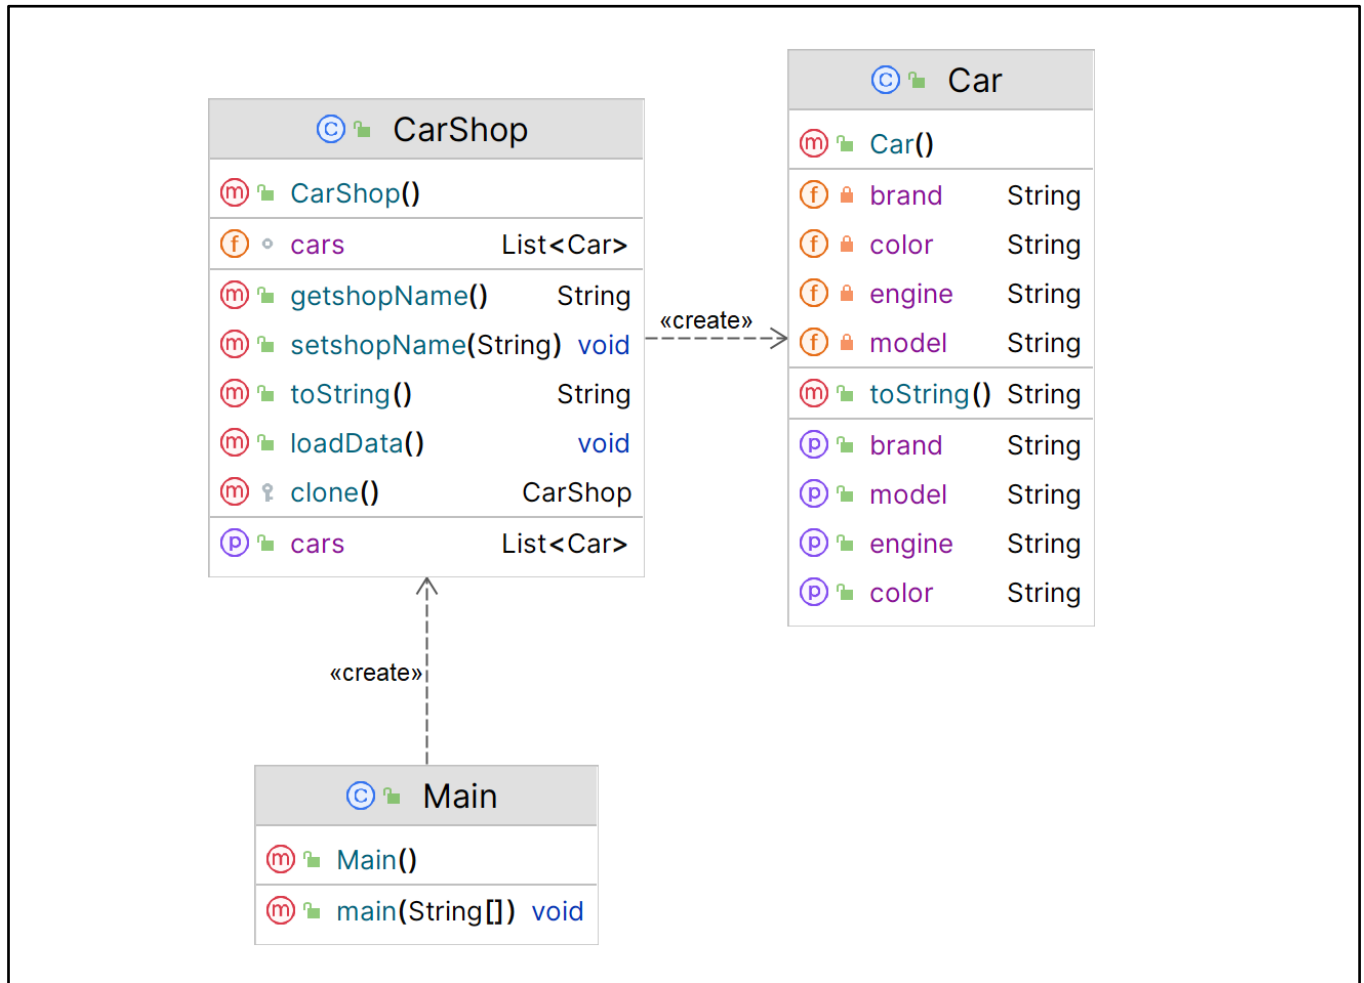 CarShop
CarShop()
cars List<Car>
getshopName() String
setshopName(String) void
toString() String
loadData() void
clone() CarShop
cars List<Car>
«create»
Car
Car()
brand String
color String
engine String
model String
toString() String
brand String
model String
engine String
color String
«create»
Main
Main()
main(String[]) void